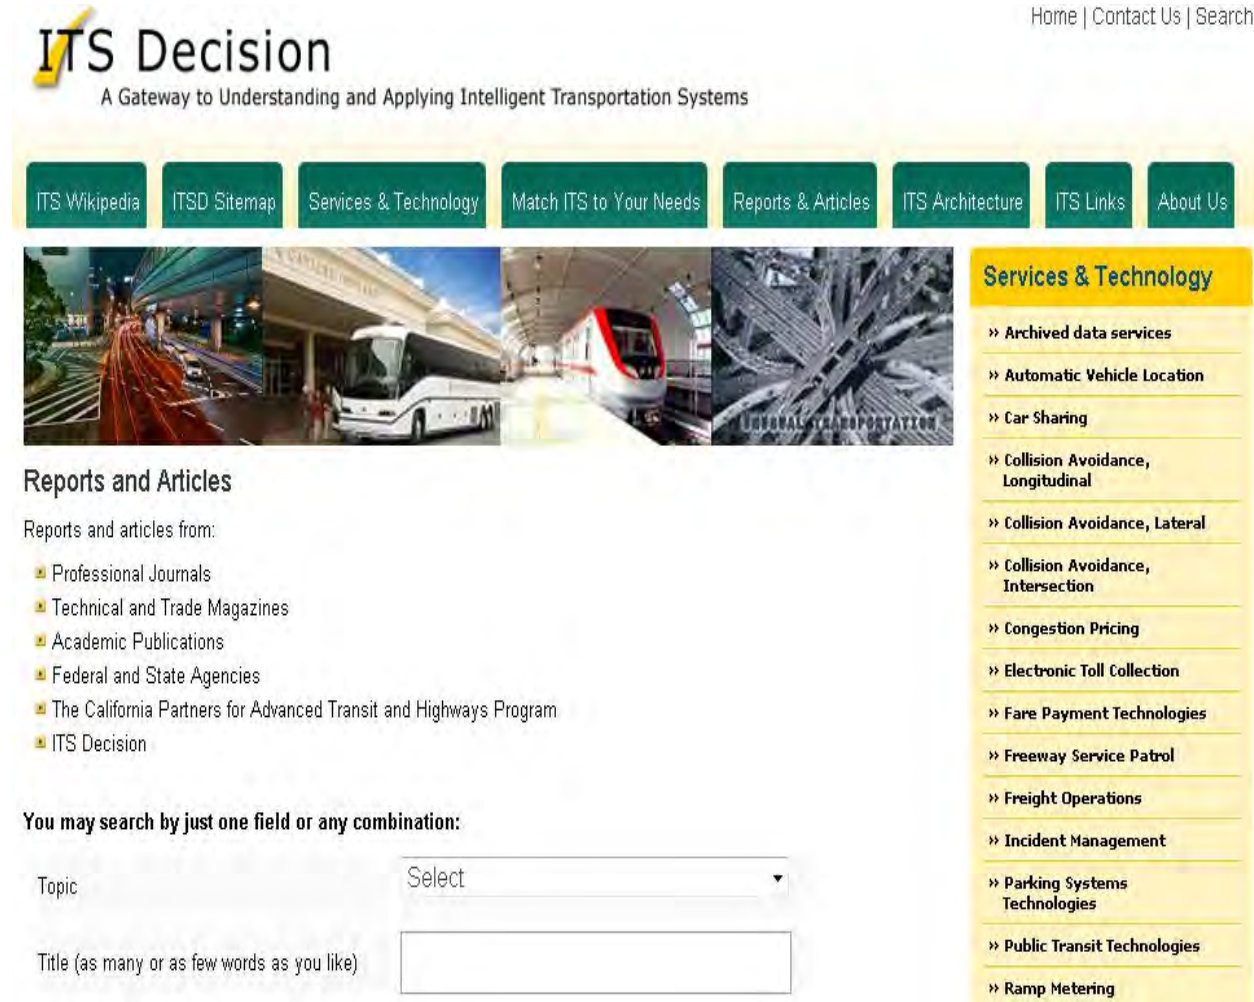 Home | Contact Us | Search
ITS Decision
A Gateway to Understanding and Applying Intelligent Transportation Systems
ITS Wikipedia
ITSD Sitemap
Services & Technology
Match ITS to Your Needs
Reports & Articles
ITS Architecture
ITS Links
About Us
Reports and Articles
Reports and articles from:
Professional Journals
Technical and Trade Magazines
Academic Publications
Federal and State Agencies
The California Partners for Advanced Transit and Highways Program
ITS Decision
You may search by just one field or any combination:
Topic
Select
Title (as many or as few words as you like)
Services & Technology
» Archived data services
» Automatic Vehicle Location
» Car Sharing
» Collision Avoidance,
Longitudinal
» Collision Avoidance, Lateral
» Collision Avoidance,
Intersection
» Congestion Pricing
» Electronic Toll Collection
» Fare Payment Technologies
» Freeway Service Patrol
» Freight Operations
» Incident Management
» Parking Systems
Technologies
» Public Transit Technologies
» Ramp Metering